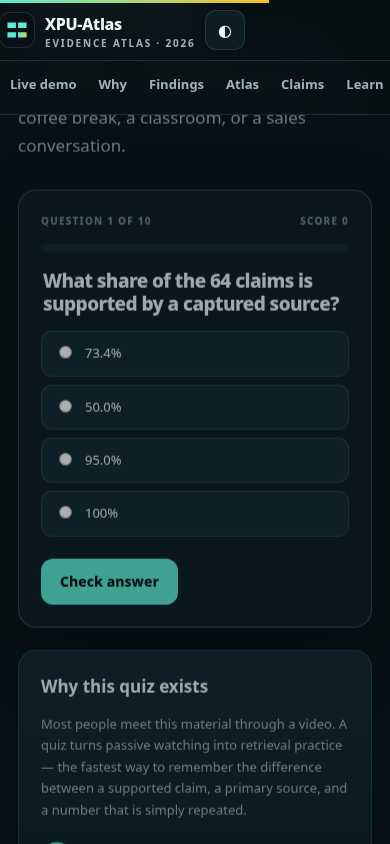 XPU-Atlas
EVIDENCE ATLAS · 2026
Live demo Why Findings Atlas Claims Learn
coffee break, a classroom, or a sales
conversation.
QUESTION 1 OF 10 SCORE 0
What share of the 64 claims is
supported by a captured source?
73.4%
50.0%
95.0%
100%
Check answer
Why this quiz exists
Most people meet this material through a video. A
quiz turns passive watching into retrieval practice
— the fastest way to remember the difference
between a supported claim, a primary source, and
a number that is simply repeated.